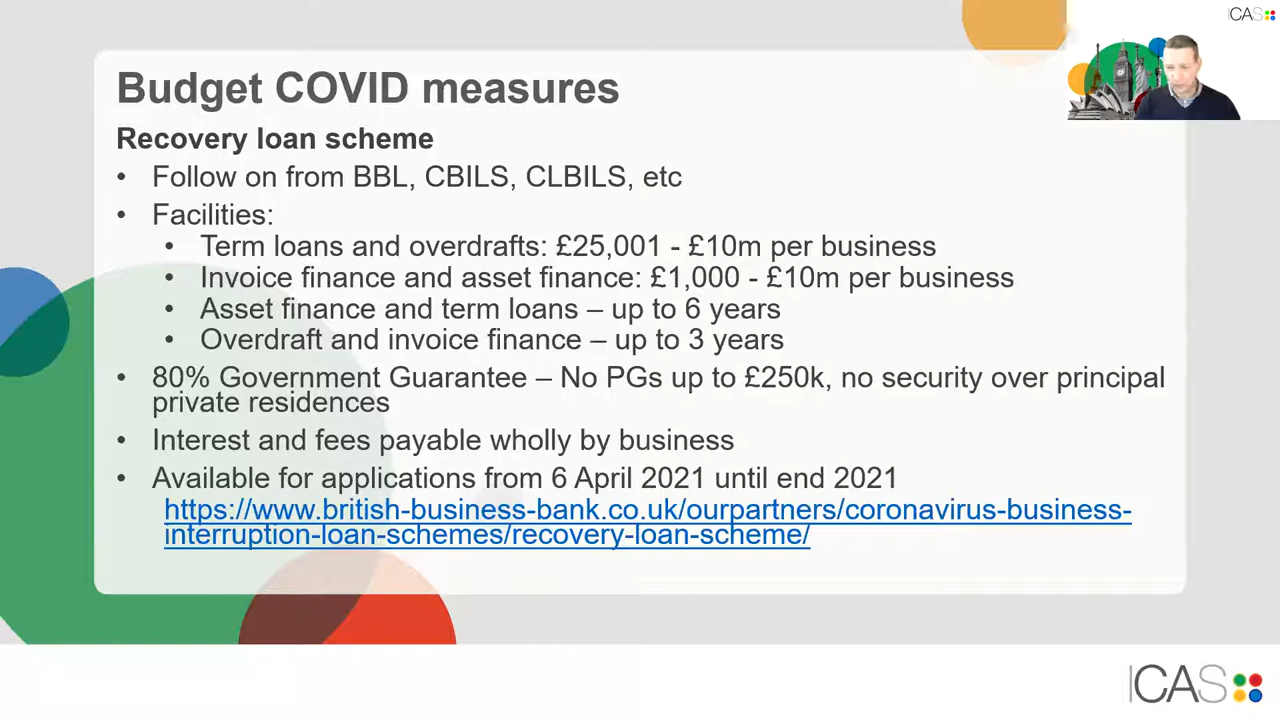 ICAS
Budget COVID measures
Recovery loan scheme
• Follow on from BBL, CBILS, CLBILS, etc
• Facilities:
• Term loans and overdrafts: £25,001 - £10m per business
• Invoice finance and asset finance: £1,000 - £10m per business
• Asset finance and term loans – up to 6 years
• Overdraft and invoice finance – up to 3 years
• 80% Government Guarantee – No PGs up to £250k, no security over principal
private residences
• Interest and fees payable wholly by business
• Available for applications from 6 April 2021 until end 2021
https://www.british-business-bank.co.uk/ourpartners/coronavirus-business-
interruption-loan-schemes/recovery-loan-scheme/
ICAS